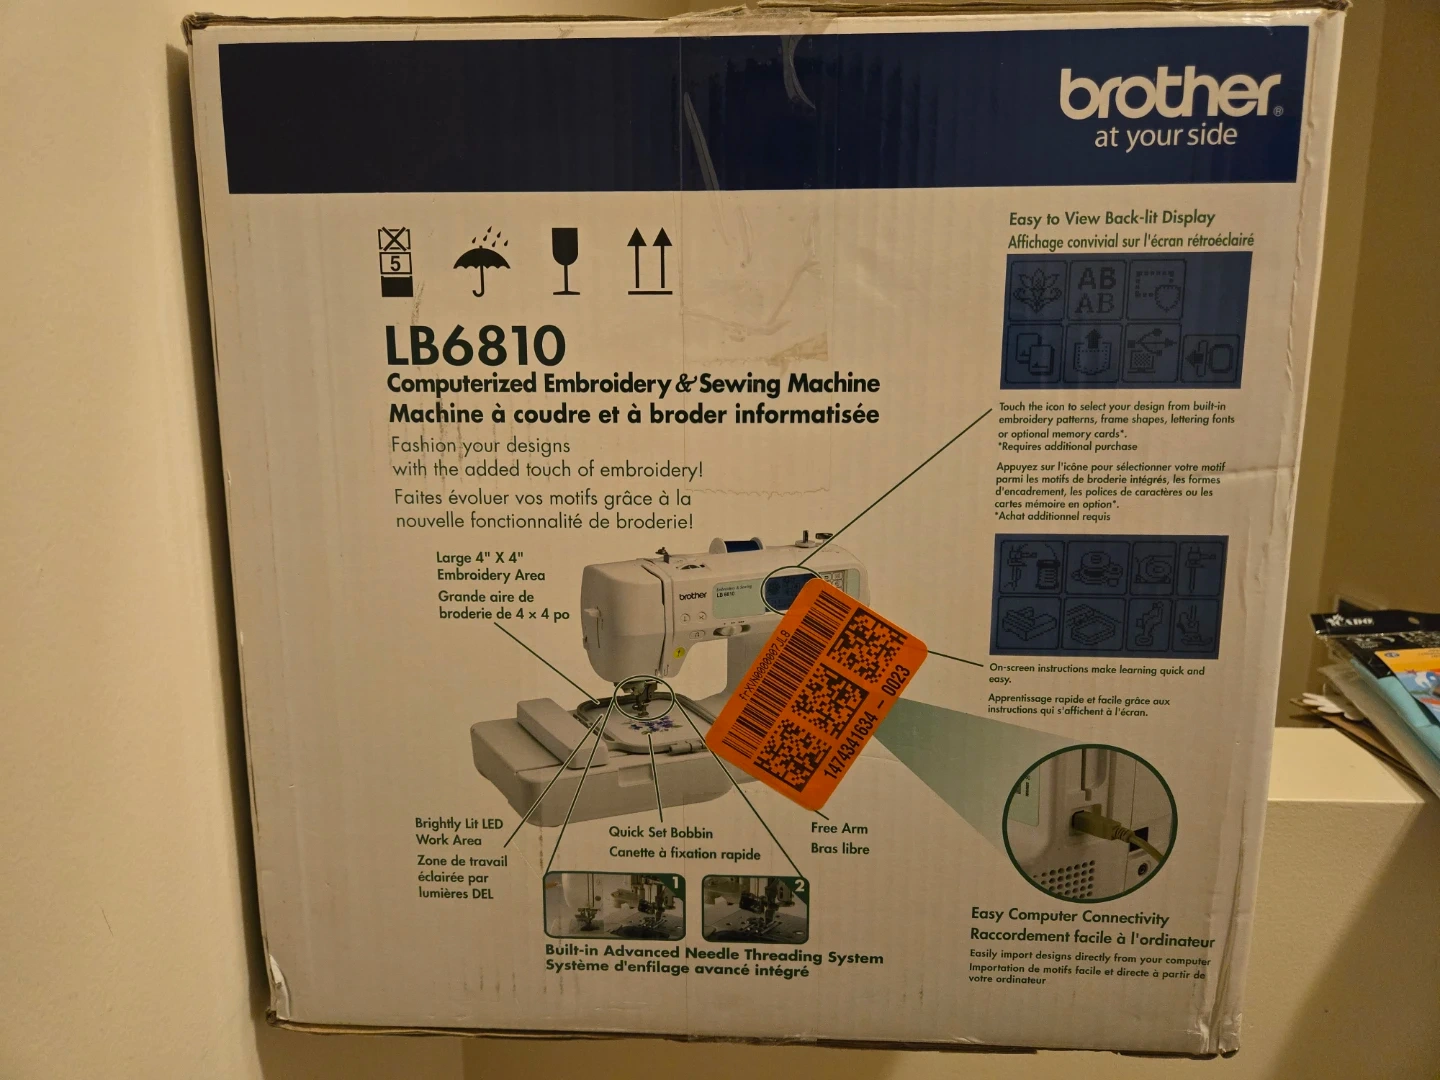 brother®
at your side
5
LB6810
Computerized Embroidery & Sewing Machine
Machine à coudre et à broder informatisée
Fashion your designs
with the added touch of embroidery!
Faites évoluer vos motifs grâce à la
nouvelle fonctionnalité de broderie!
Easy to View Back-lit Display
Affichage convivial sur l'écran rétroéclairé
AB
AB
Touch the icon to select your design from built-in
embroidery patterns, frame shapes, lettering fonts
or optional memory cards*.
*Requires additional purchase
Appuyez sur l'icône pour sélectionner votre motif
parmi les motifs de broderie intégrés, les formes
d'encadrement, les polices de caractères ou les
cartes mémoire en option*.
*Achat additionnel requis
Large 4" X 4"
Embroidery Area
Grande aire de
broderie de 4 x 4 po
brother
LB6810
1474341634 - 0023
On-screen instructions make learning quick and
easy.
Apprentissage rapide et facile grâce aux
instructions qui s'affichent à l'écran.
Brightly Lit LED
Work Area
Zone de travail
éclairée par
lumières DEL
Quick Set Bobbin
Canette à fixation rapide
Free Arm
Bras libre
1
2
Built-in Advanced Needle Threading System
Système d'enfilage avancé intégré
Easy Computer Connectivity
Raccordement facile à l'ordinateur
Easily import designs directly from your computer
Importation de motifs facile et directe à partir de
votre ordinateur